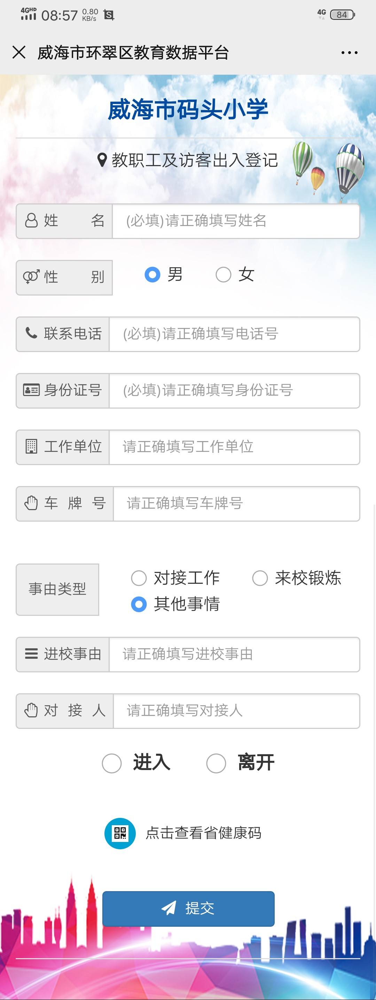 4GHD 08:57 0.80 KB/s S 4G 84
威海市环翠区教育数据平台
威海市码头小学
教职工及访客出入登记
姓 名 (必填)请正确填写姓名
性 别 男 女
联系电话 (必填)请正确填写电话号
身份证号 (必填)请正确填写身份证号
工作单位 请正确填写工作单位
车 牌 号 请正确填写车牌号
对接工作 来校锻炼
事由类型
其他事情
进校事由 请正确填写进校事由
对 接 人 请正确填写对接人
进入 离开
点击查看省健康码
提交